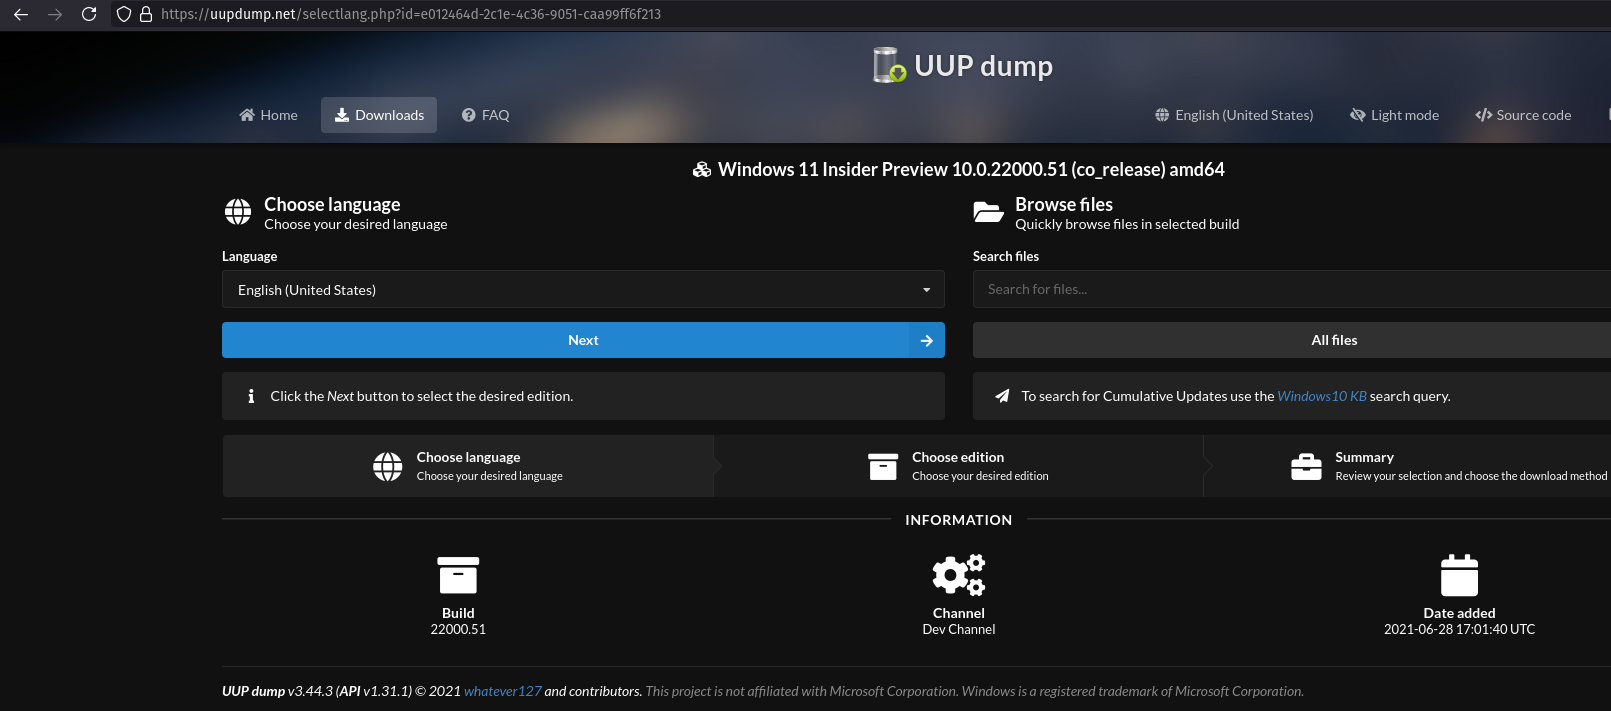 https://uupdump.net/selectlang.php?id=e012464d-2c1e-4c36-9051-caa99ff6f213
UUP dump
Home
Downloads
FAQ
English (United States)
Light mode
Source code
Windows 11 Insider Preview 10.0.22000.51 (co_release) amd64
Choose language
Choose your desired language
Language
English (United States)
Next
Click the Next button to select the desired edition.
Browse files
Quickly browse files in selected build
Search files
Search for files...
All files
To search for Cumulative Updates use the Windows10 KB search query.
Choose language
Choose your desired language
Choose edition
Choose your desired edition
Summary
Review your selection and choose the download method
INFORMATION
Build
22000.51
Channel
Dev Channel
Date added
2021-06-28 17:01:40 UTC
UUP dump v3.44.3 (API v1.31.1) © 2021 whatever127 and contributors. This project is not affiliated with Microsoft Corporation. Windows is a registered trademark of Microsoft Corporation.